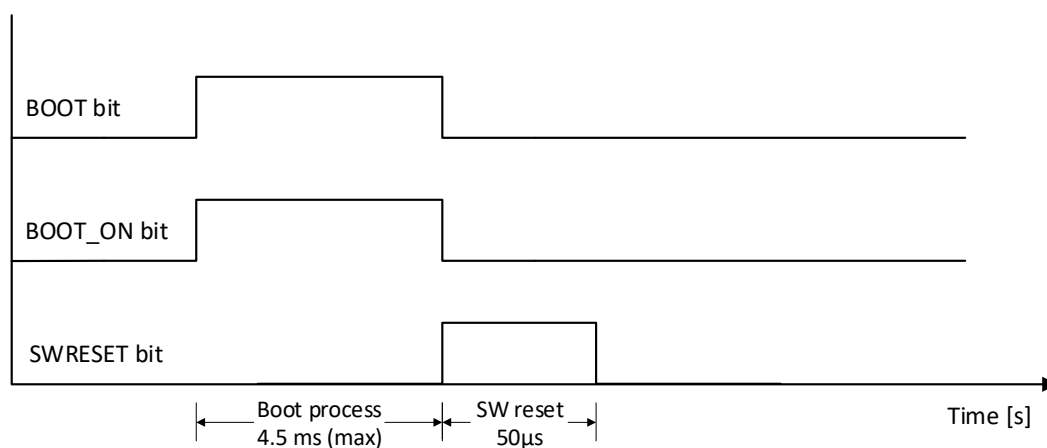 BOOT bit
BOOT_ON bit
SWRESET bit
Boot process
4.5 ms (max)
SW reset
50µs
Time [s]